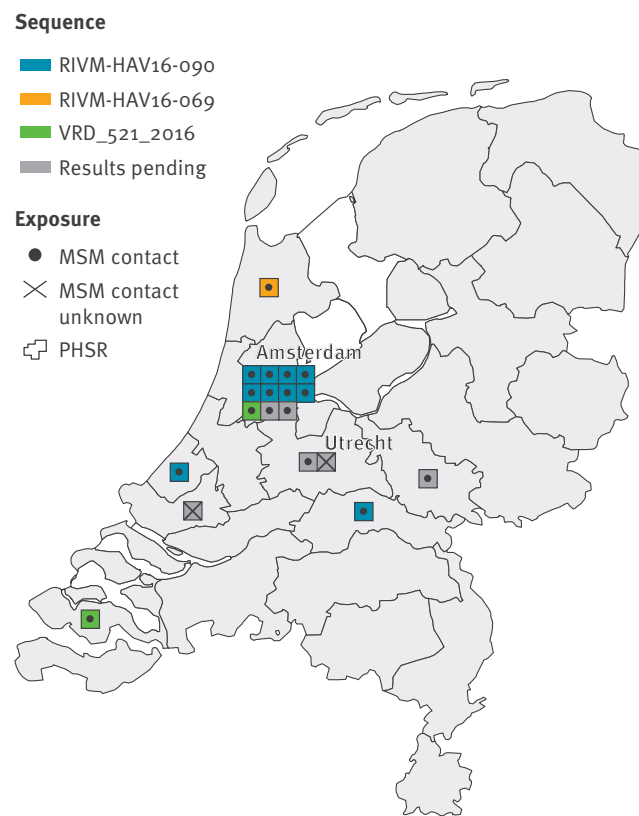 Sequence
RIVM-HAV16-090
RIVM-HAV16-069
VRD_521_2016
Results pending
Exposure
MSM contact
MSM contact
unknown
PHSR
Amsterdam
Utrecht